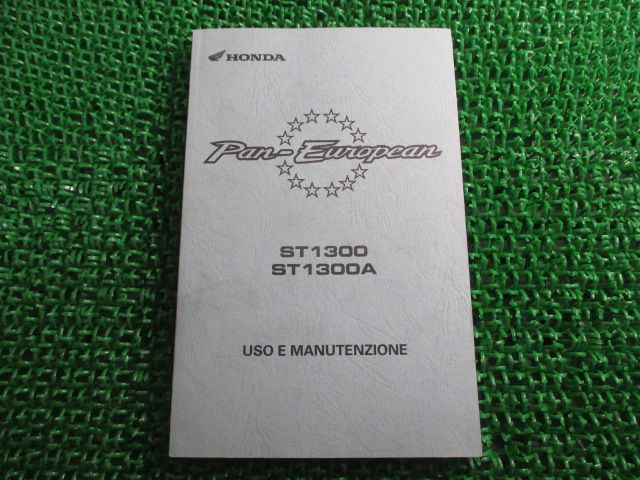 HONDA
Pan-European
ST1300
ST1300A
USO E MANUTENZIONE